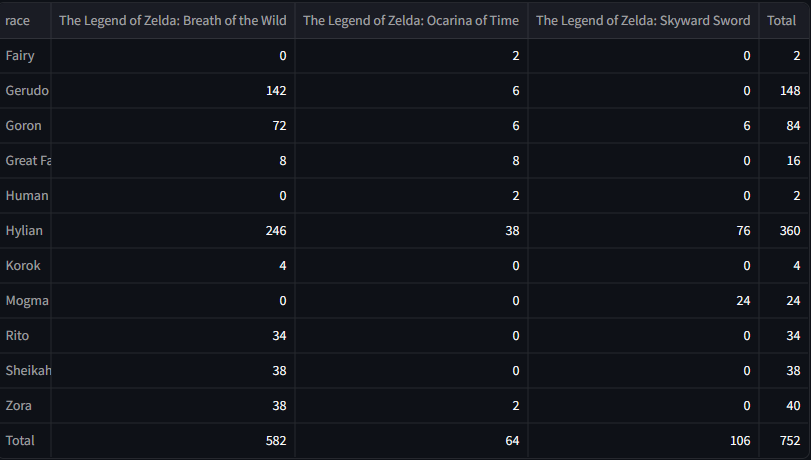 race The Legend of Zelda: Breath of the Wild The Legend of Zelda: Ocarina of Time The Legend of Zelda: Skyward Sword Total
Fairy 0 2 0 2
Gerudo 142 6 0 148
Goron 72 6 6 84
Great Fa 8 8 0 16
Human 0 2 0 2
Hylian 246 38 76 360
Korok 4 0 0 4
Mogma 0 0 24 24
Rito 34 0 0 34
Sheikah 38 0 0 38
Zora 38 2 0 40
Total 582 64 106 752